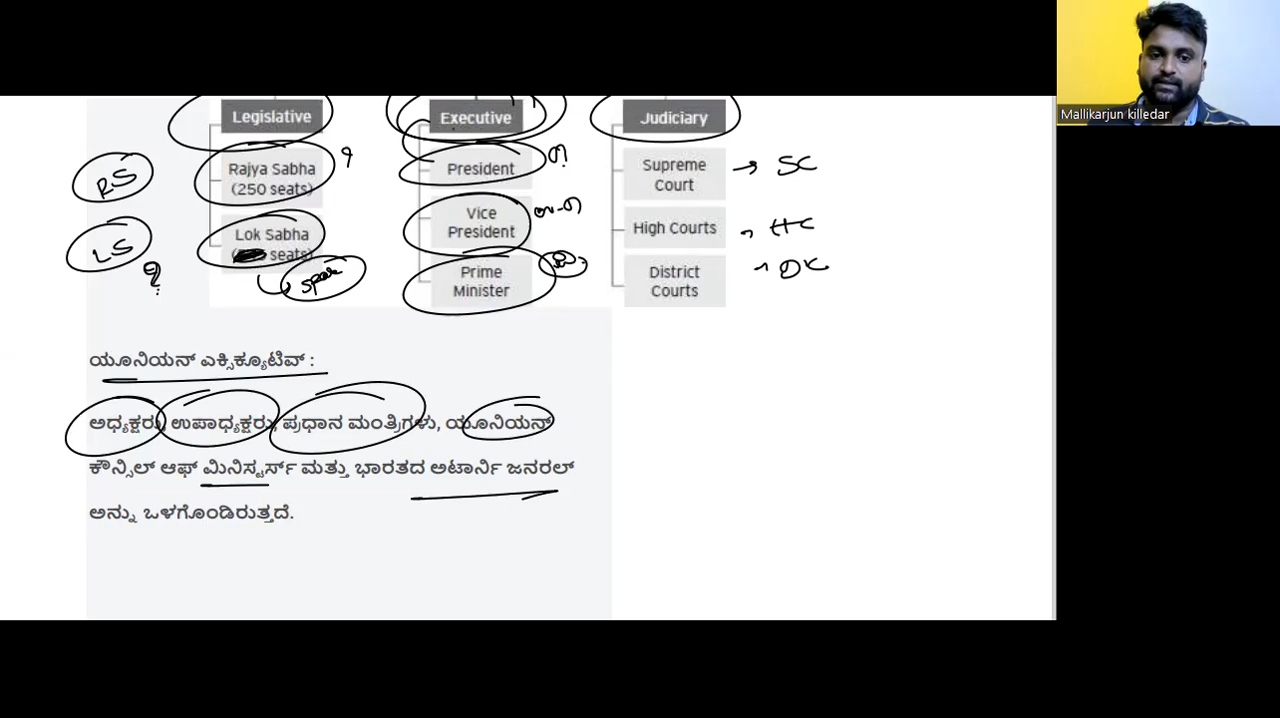 Mallikarjun killedar
Legislative
Executive
Judiciary
RS
Rajya Sabha
(250 seats)
President
Supreme
Court
SC
LS
Lok Sabha
seats)
Vice
President
High Courts
HC
Prime
Minister
District
Courts
DC
ಯೂನಿಯನ್ ಎಕ್ಸಿಕ್ಯೂಟಿವ್ :
ಅಧ್ಯಕ್ಷರು, ಉಪಾಧ್ಯಕ್ಷರು, ಪ್ರಧಾನ ಮಂತ್ರಿಗಳು, ಯೂನಿಯನ್
ಕೌನ್ಸಿಲ್ ಆಫ್ ಮಿನಿಸ್ಟರ್ಸ್ ಮತ್ತು ಭಾರತದ ಅಟಾರ್ನಿ ಜನರಲ್
ಅನ್ನು ಒಳಗೊಂಡಿರುತ್ತದೆ.